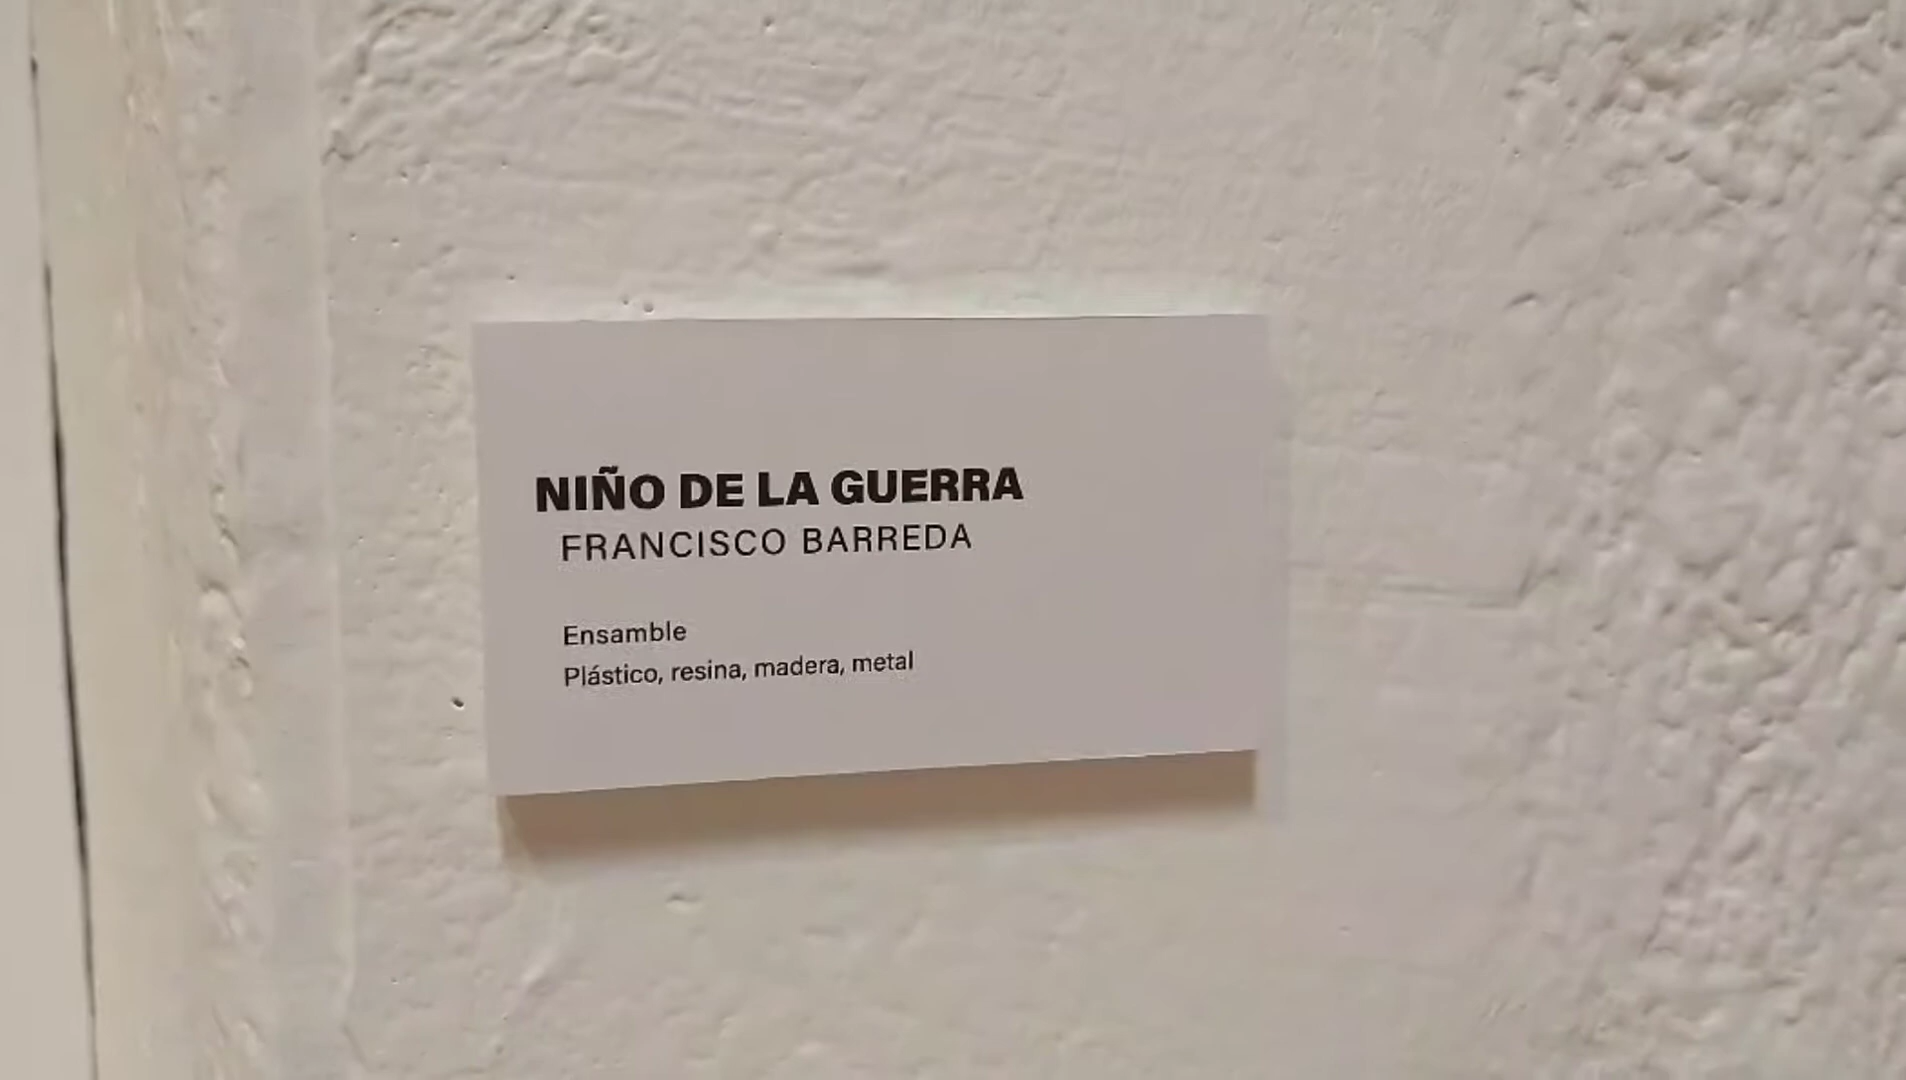 NIÑO DE LA GUERRA
FRANCISCO BARREDA
Ensamble
Plástico, resina, madera, metal